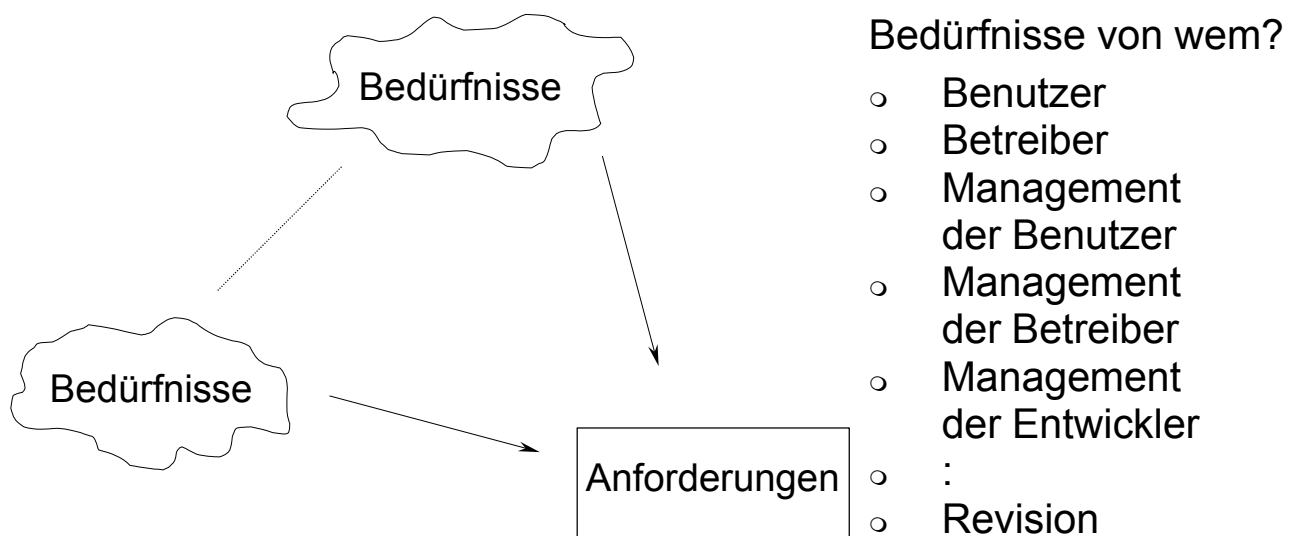 Bedürfnisse
Bedürfnisse
Anforderungen
Bedürfnisse von wem?
Benutzer
Betreiber
Management
der Benutzer
Management
der Betreiber
Management
der Entwickler
:
Revision